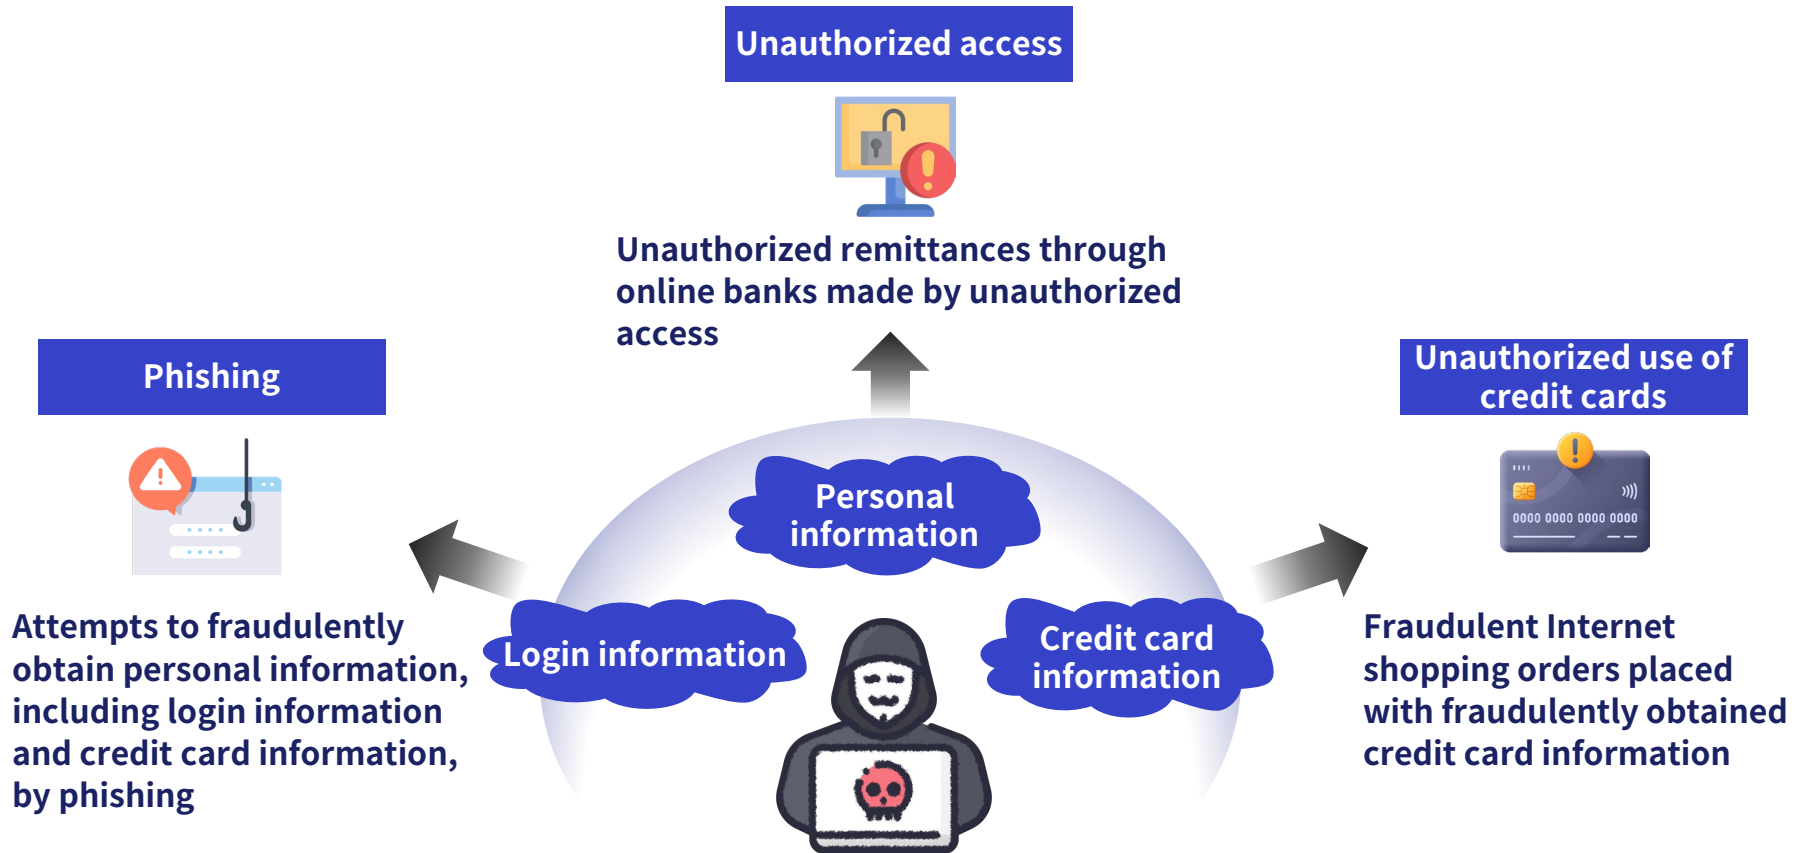 Unauthorized access
Unauthorized remittances through
online banks made by unauthorized
access
Phishing
Attempts to fraudulently
obtain personal information,
including login information
and credit card information,
by phishing
Unauthorized use of
credit cards
0000 0000 0000 0000
Fraudulent Internet
shopping orders placed
with fraudulently obtained
credit card information
Personal
information
Login information
Credit card
information